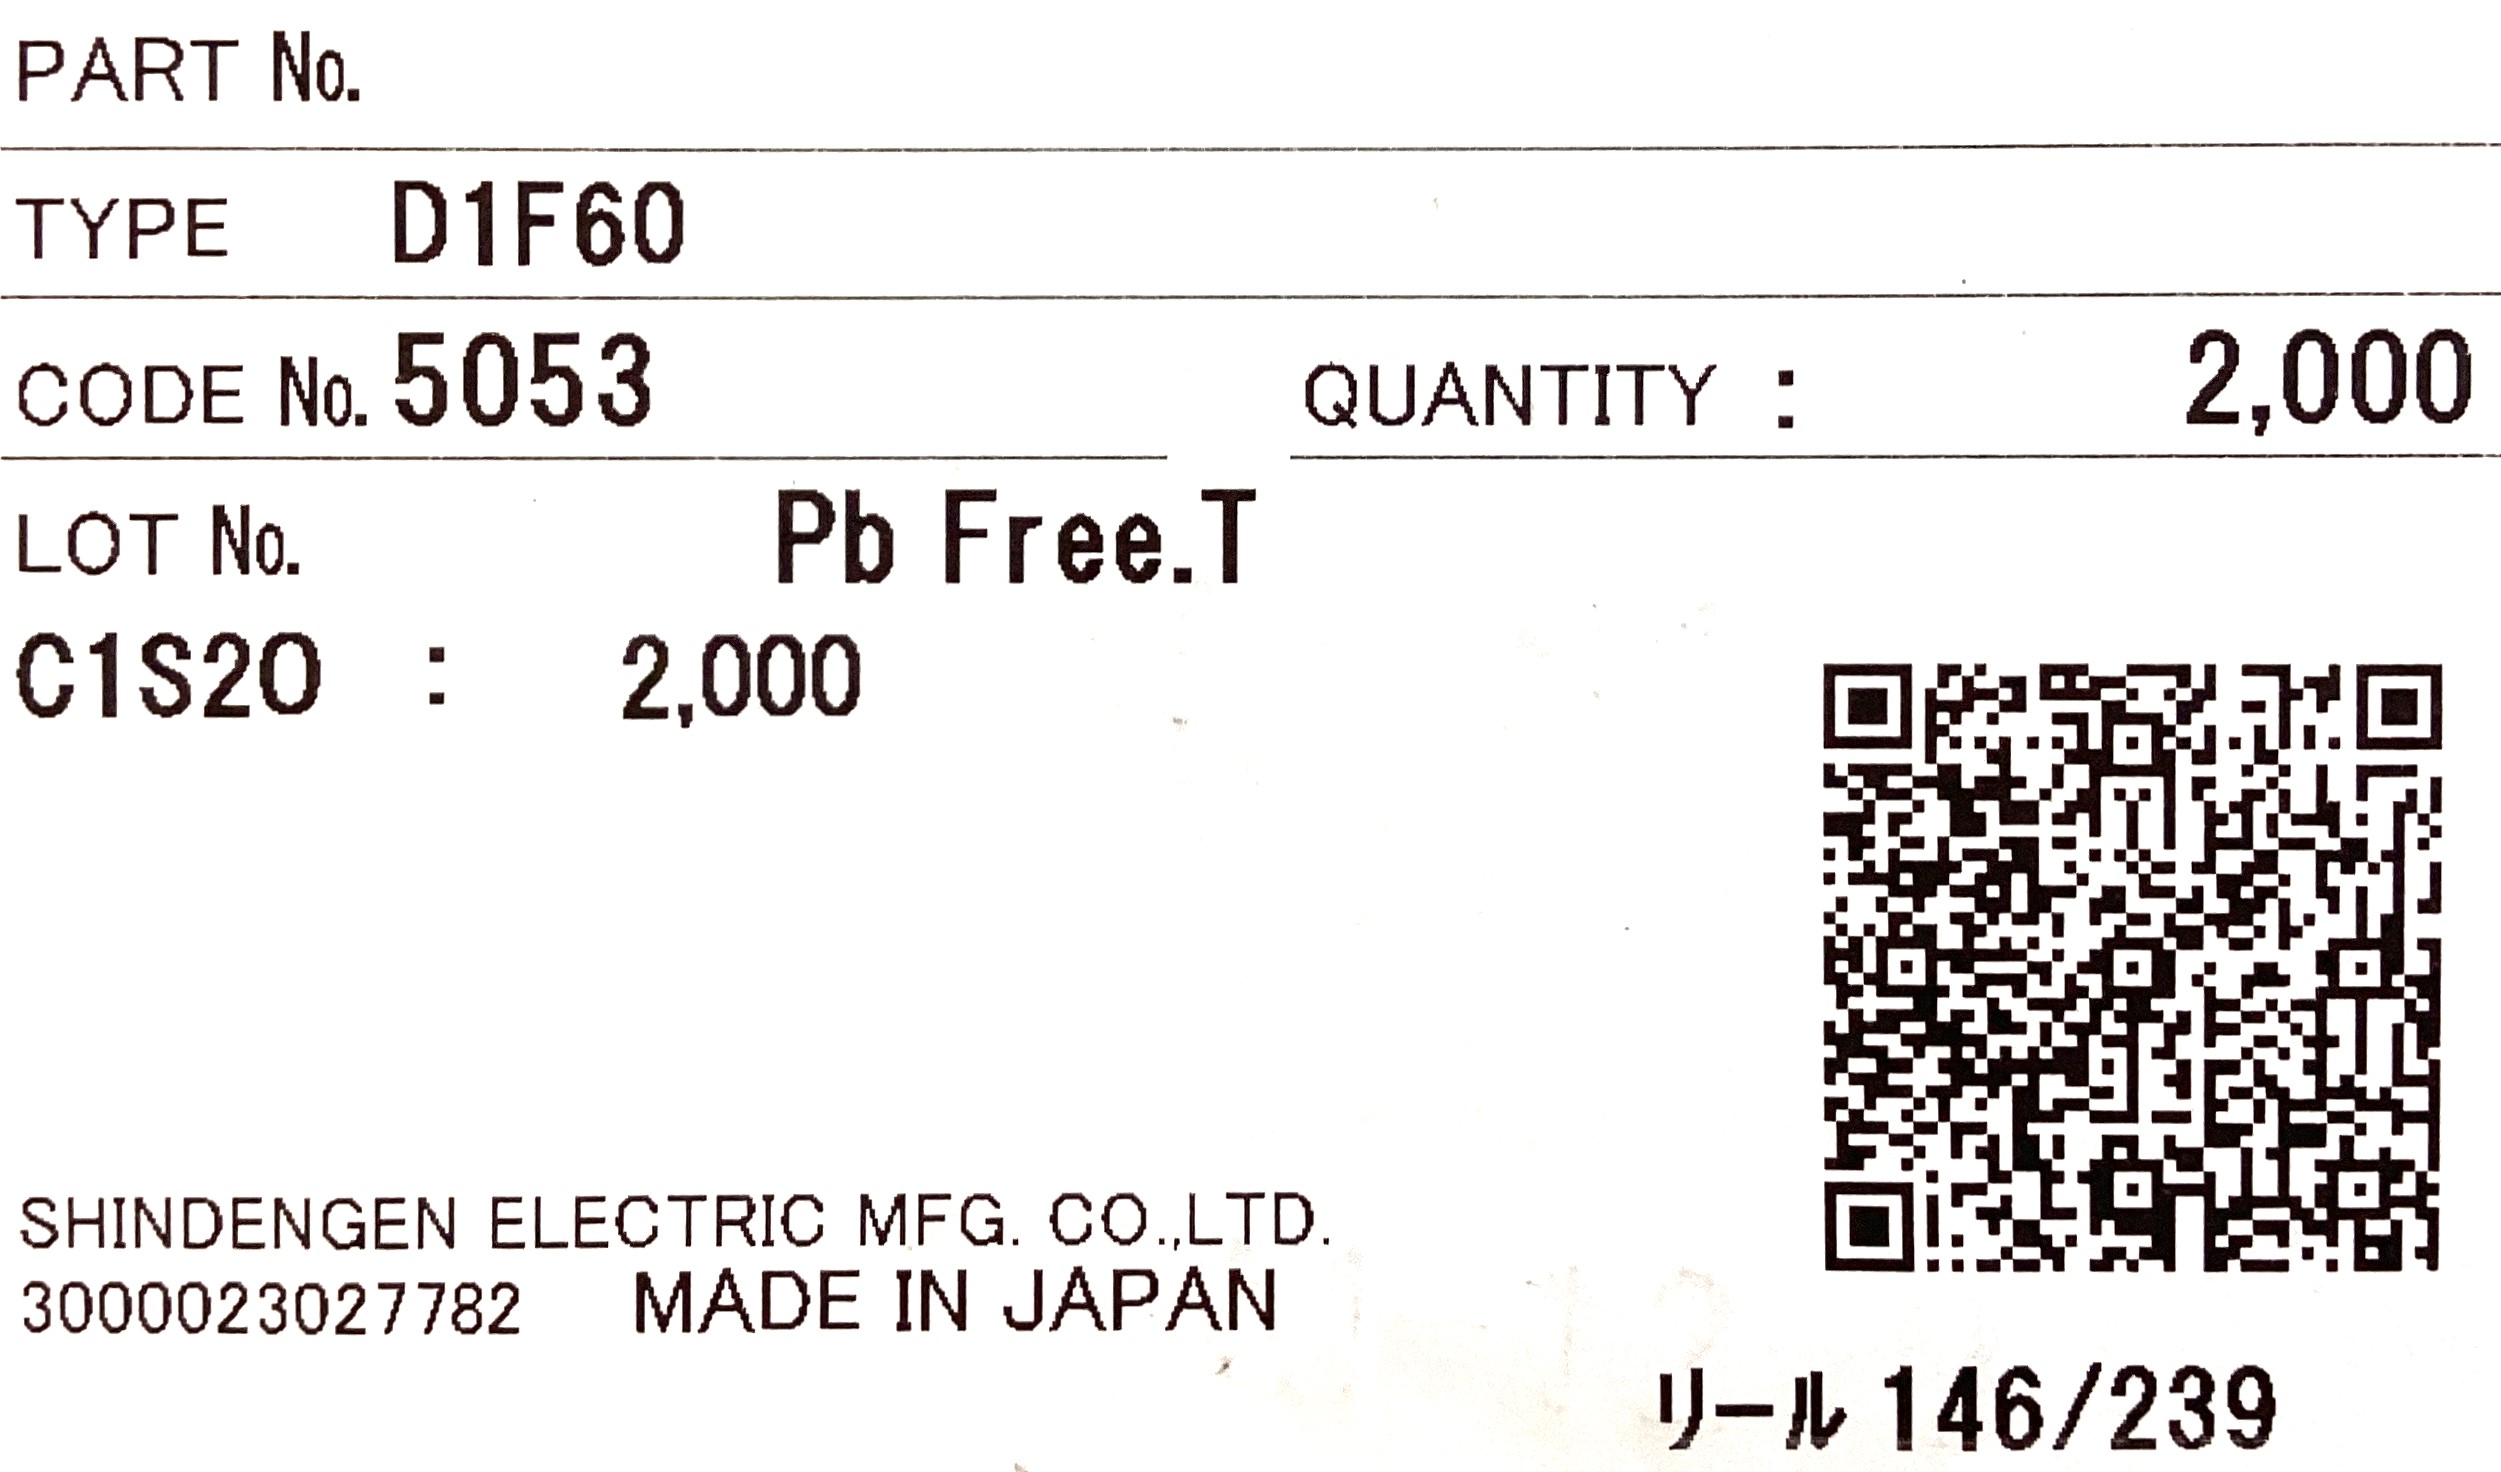 PART No.
TYPE D1F60
CODE No. 5053 QUANTITY : 2,000
LOT No. Pb Free.T
C1S20 : 2,000
SHINDENGEN ELECTRIC MFG. CO.,LTD.
3000023027782 MADE IN JAPAN
リール 146/239